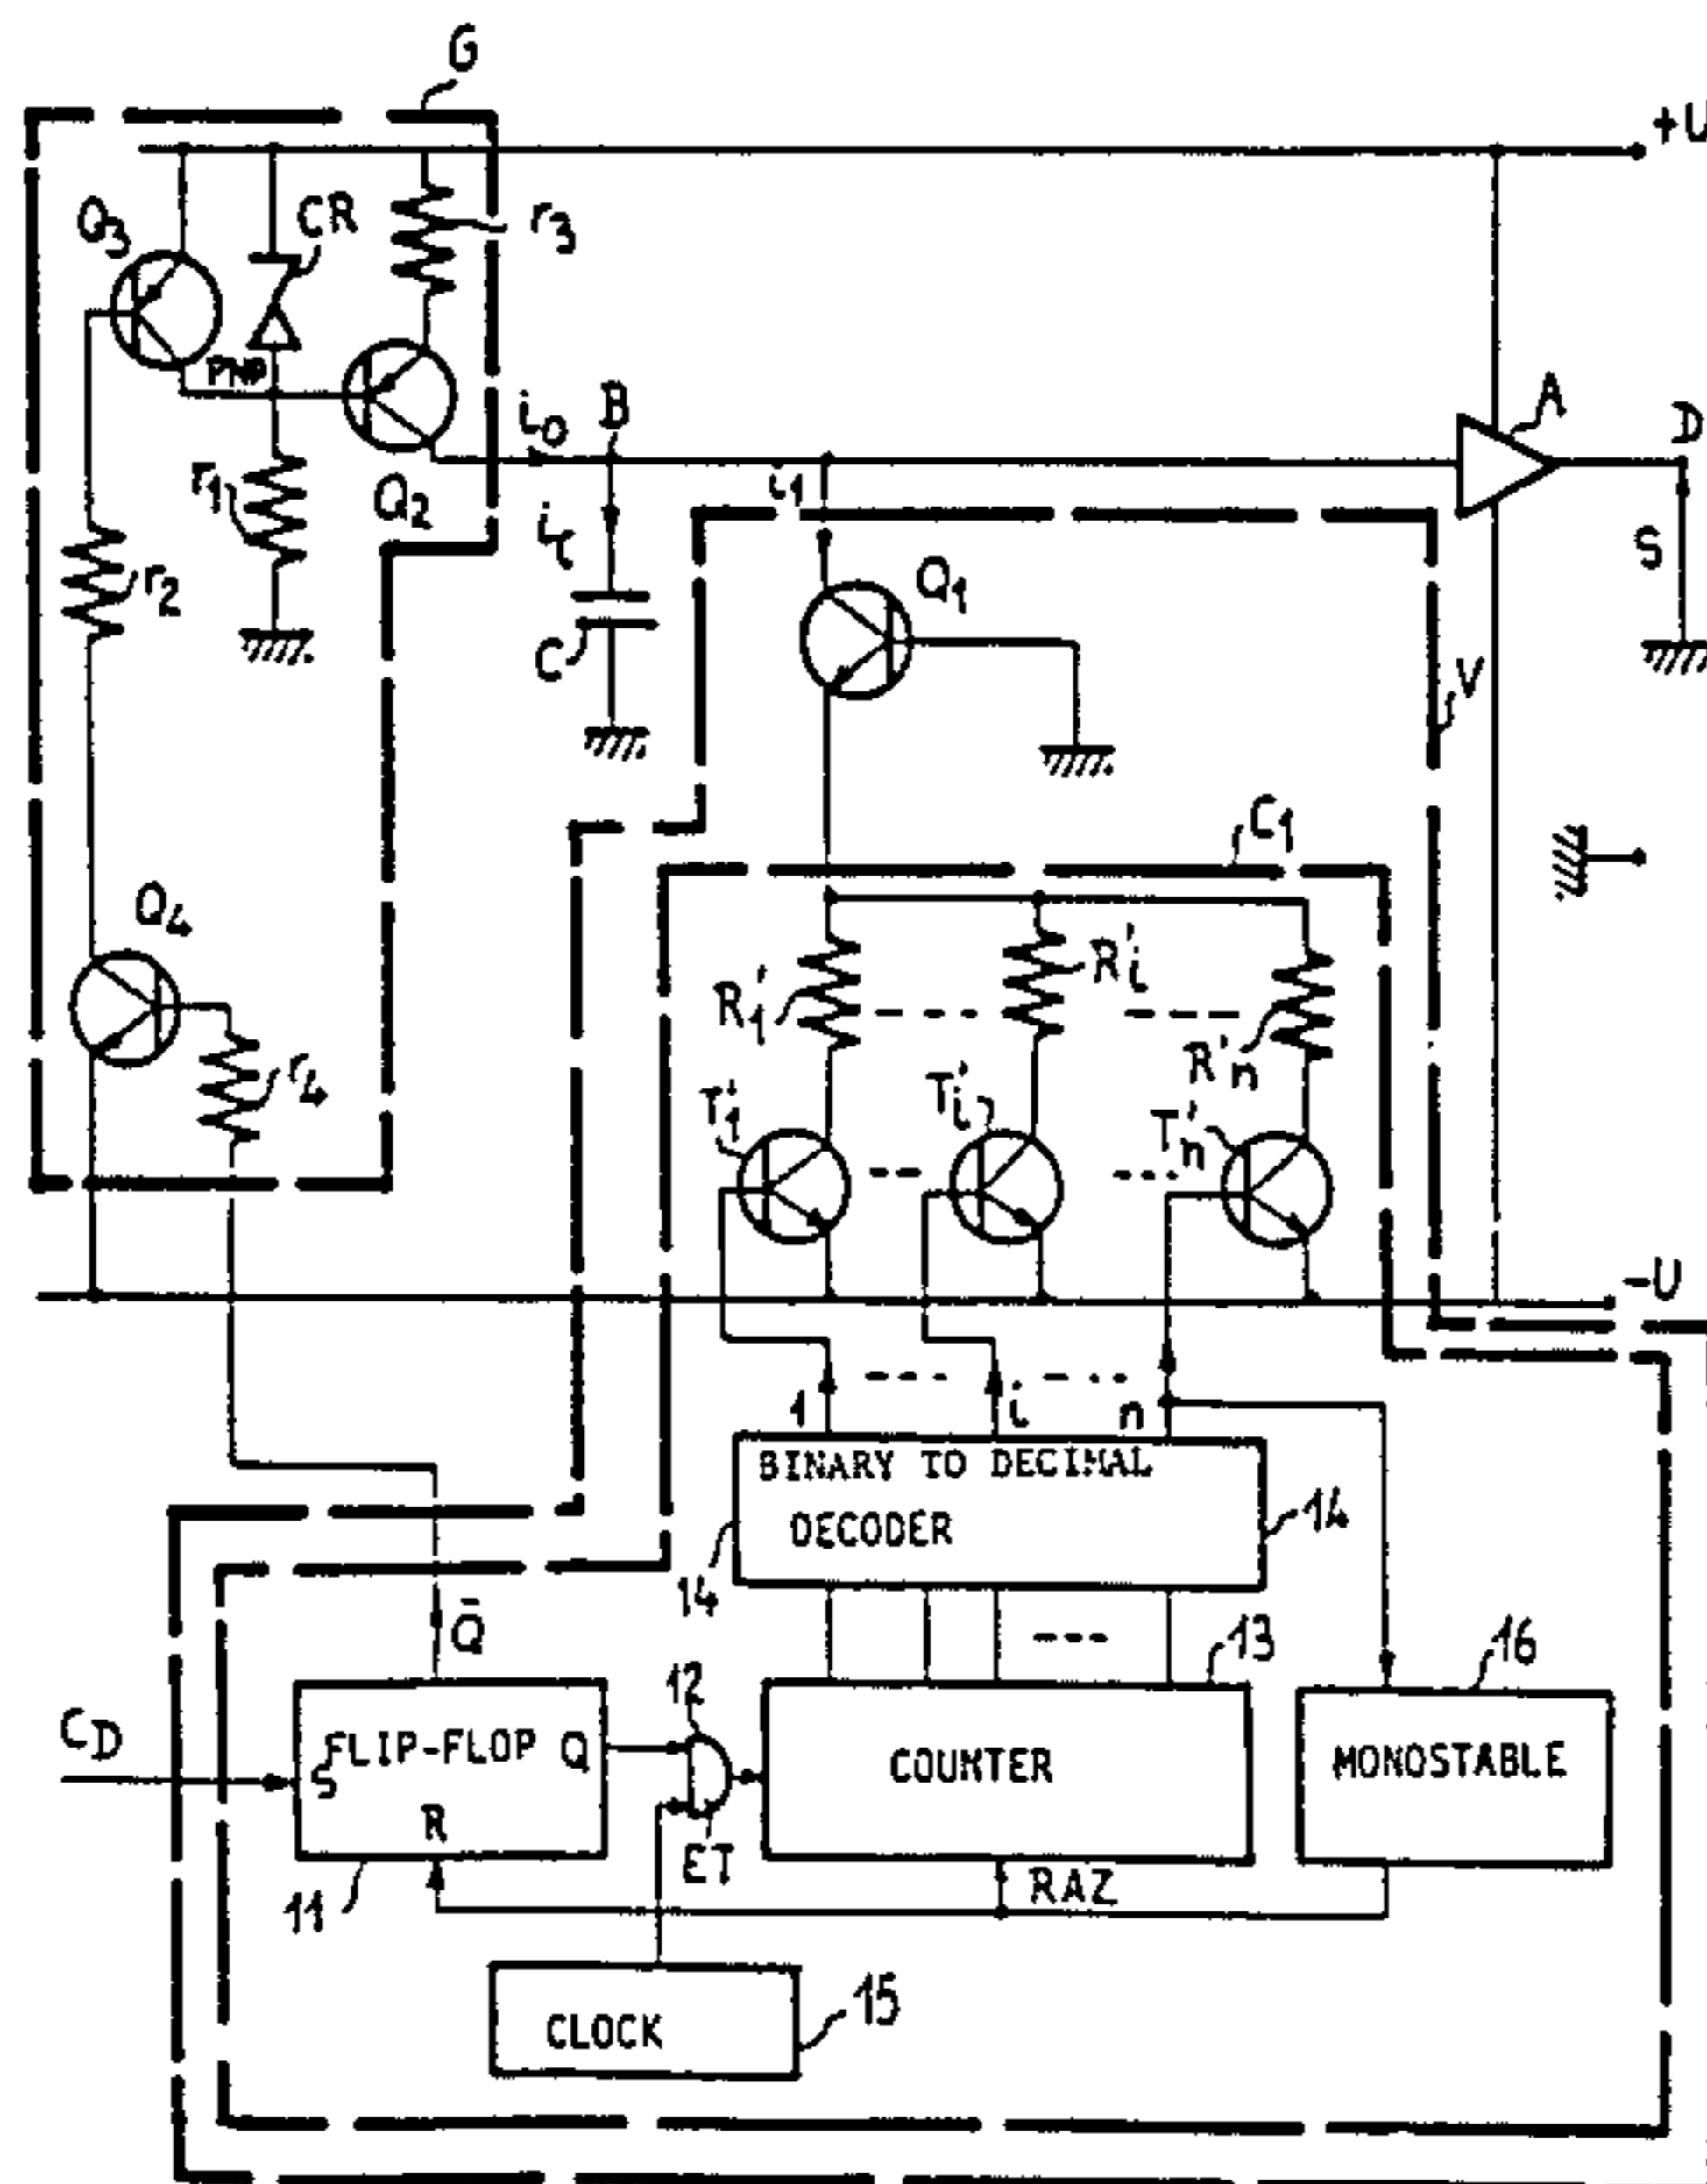 G
+U
Q3
CR
r3
PNP
i0
B
A
D
r1
Q2
i1
iτ
S
Q1
r2
C
V
C1
Q4
R'1
R'i
R'n
r4
T'1
T'i
T'n
-U
1
i
n
BINARY TO DECIMAL
DECODER
14
14
Q̄
12
13
16
CD
FLIP-FLOP
Q
S
COUNTER
MONOSTABLE
R
ET
RAZ
11
CLOCK
15